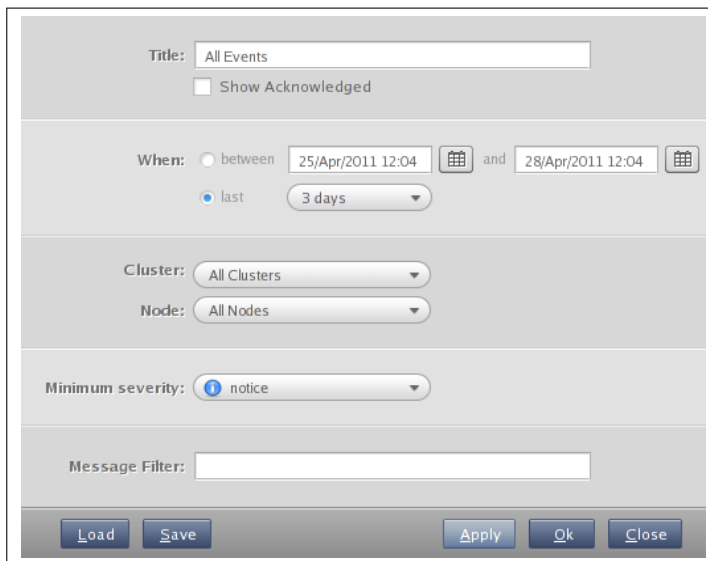 Title: All Events
Show Acknowledged
When: between 25/Apr/2011 12:04 and 28/Apr/2011 12:04
last 3 days
Cluster: All Clusters
Node: All Nodes
Minimum severity: notice
Message Filter:
Load Save Apply Ok Close